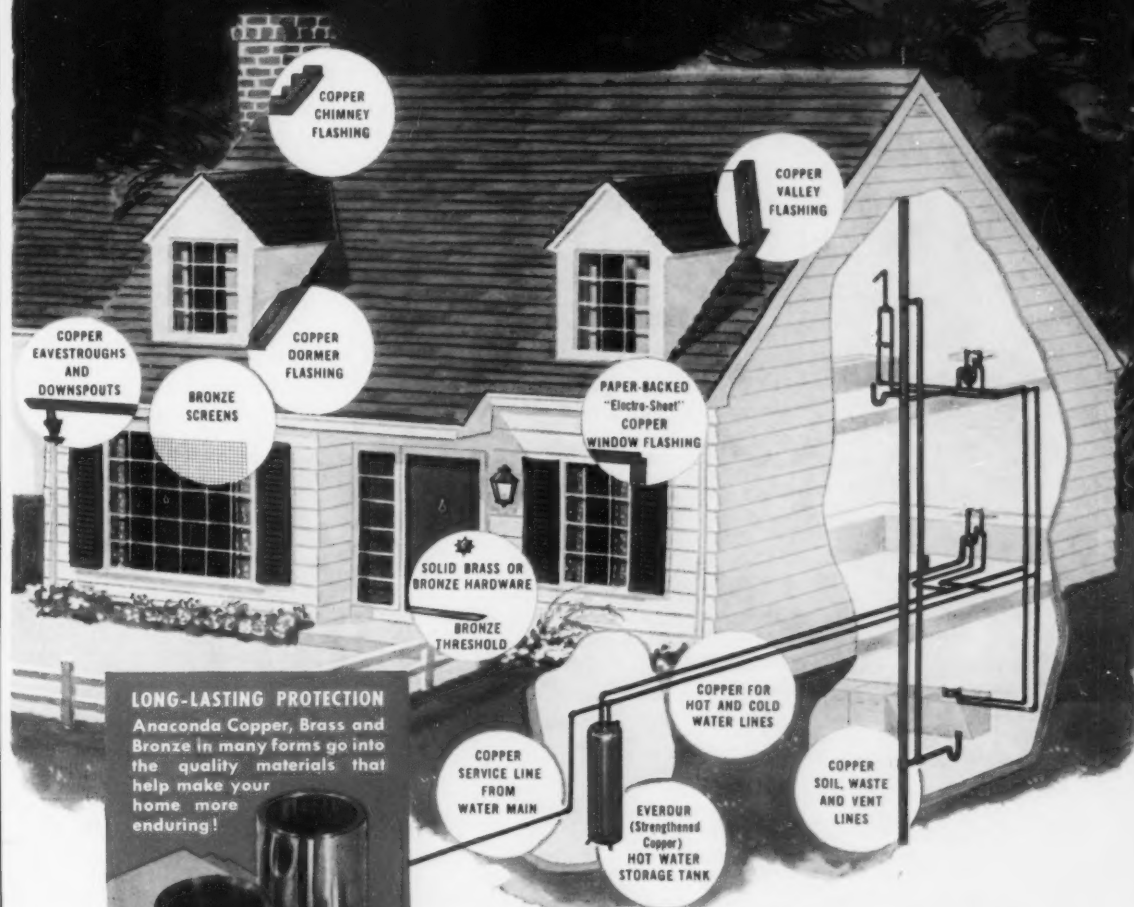 COPPER
CHIMNEY
FLASHING
COPPER
VALLEY
FLASHING
COPPER
EAVESTROUGHS
AND
DOWNSPOUTS
BRONZE
SCREENS
COPPER
DORMER
FLASHING
PAPER-BACKED
"Electro-Sheet"
COPPER
WINDOW FLASHING
SOLID BRASS OR
BRONZE HARDWARE
BRONZE
THRESHOLD
LONG-LASTING PROTECTION
Anaconda Copper, Brass and
Bronze in many forms go into
the quality materials that
help make your
home more
enduring!
COPPER
SERVICE LINE
FROM
WATER MAIN
COPPER FOR
HOT AND COLD
WATER LINES
EVERDUR
(Strengthened
Copper)
HOT WATER
STORAGE TANK
COPPER
SOIL, WASTE
AND VENT
LINES